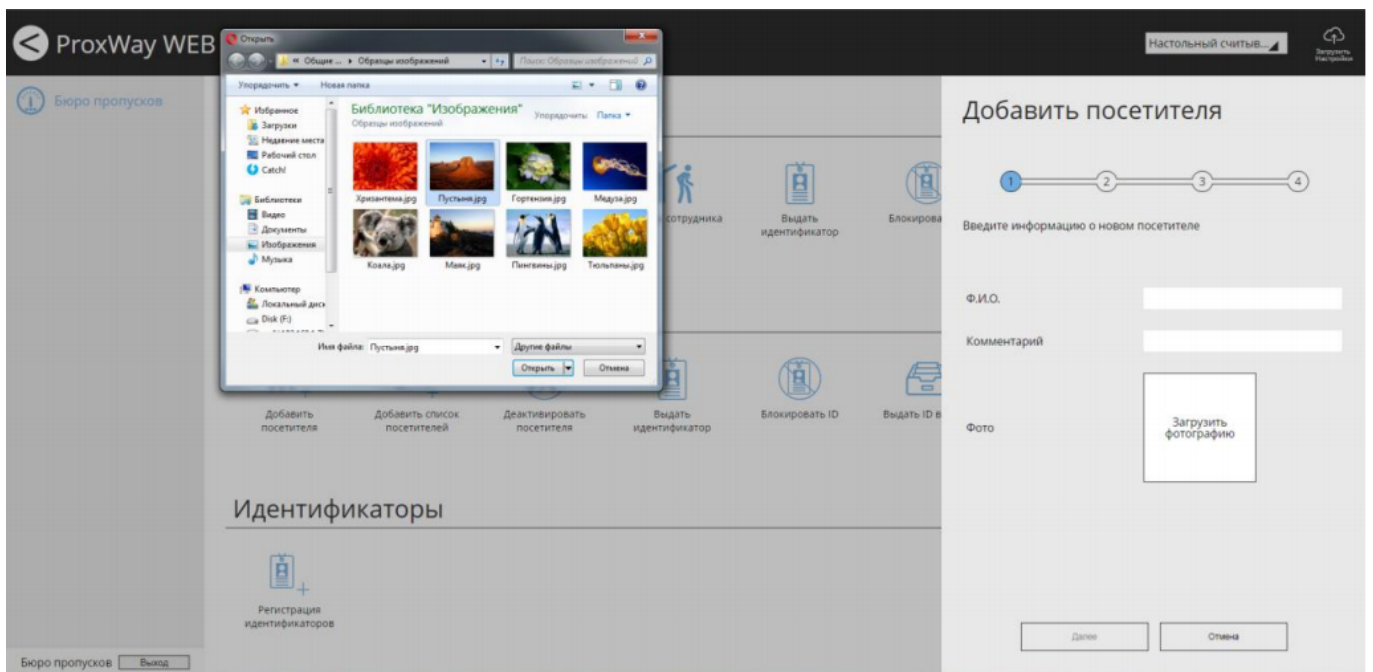 ProxWay WEB
Настольный считыв...
Загрузить
Настройки
Бюро пропусков
Открыть
« Общие ... ▸ Образцы изображений
Поиск: Образцы изображений
Упорядочить
Новая папка
Избранное
Загрузки
Недавние места
Рабочий стол
Catch!
Библиотеки
Видео
Документы
Изображения
Музыка
Компьютер
Локальный диск
Disk (F:)
Библиотека "Изображения"
Образцы изображений
Упорядочить: Папка
Хризантема.jpg
Пустыня.jpg
Гортензия.jpg
Медуза.jpg
Коала.jpg
Маяк.jpg
Пингвины.jpg
Тюльпаны.jpg
Имя файла: Пустыня.jpg
Другие файлы
Открыть
Отмена
сотрудника
Выдать
идентификатор
Блокирова
Добавить
посетителя
Добавить список
посетителей
Деактивировать
посетителя
Выдать
идентификатор
Блокировать ID
Выдать ID в
Идентификаторы
Регистрация
идентификаторов
Бюро пропусков
Выход
Добавить посетителя
1
2
3
4
Введите информацию о новом посетителе
Ф.И.О.
Комментарий
Фото
Загрузить
фотографию
Далее
Отмена